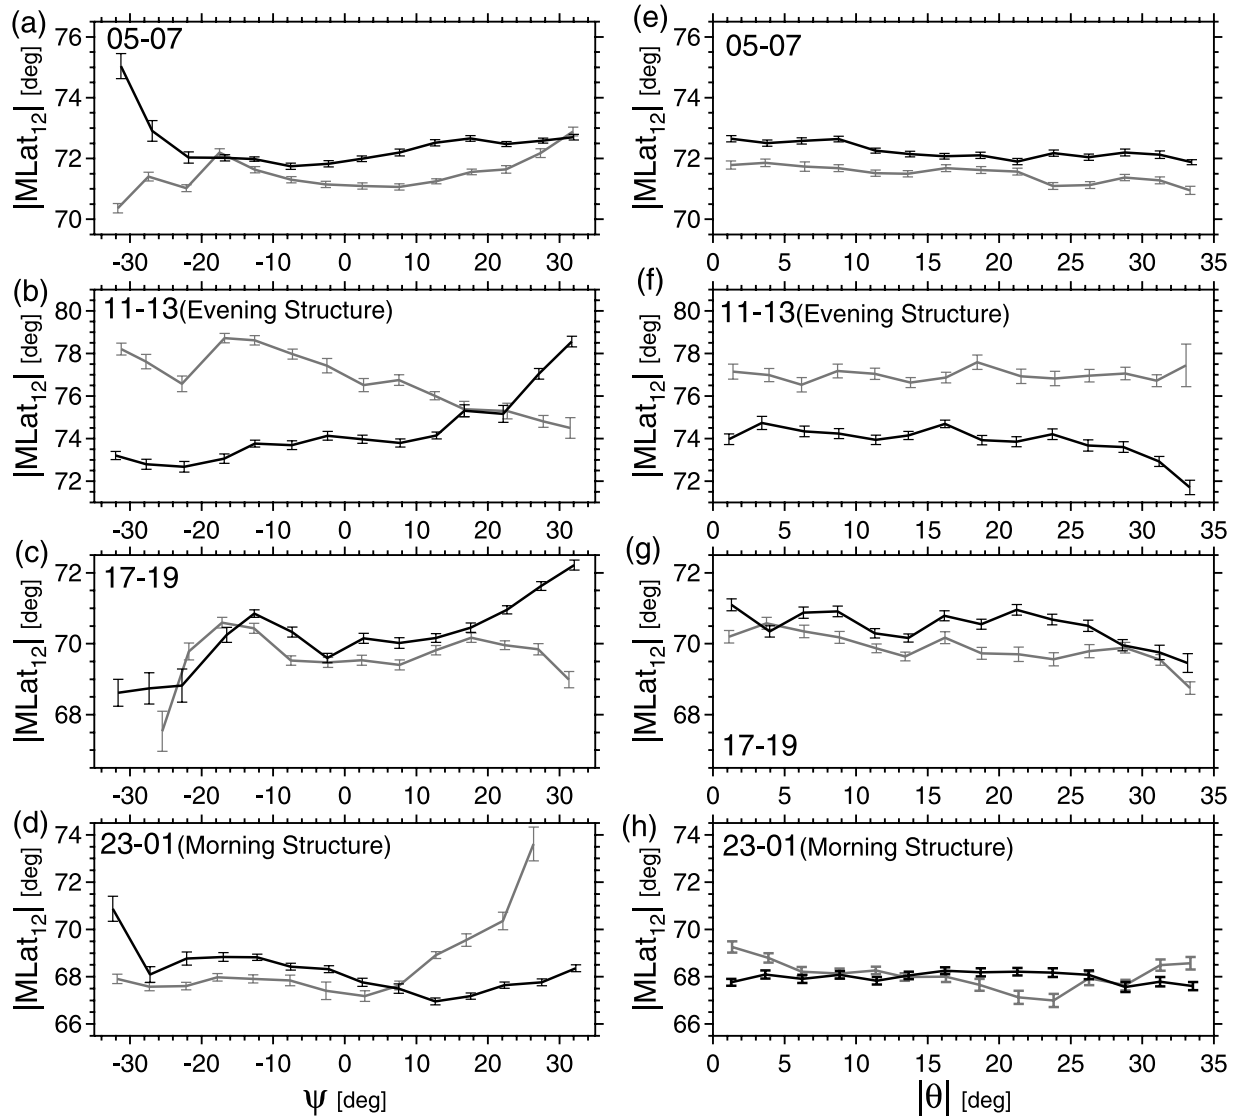 (a)
05-07
|MLat12| [deg]
76
74
72
70
-30 -20 -10 0 10 20 30
(e)
05-07
|MLat12| [deg]
76
74
72
70
0 5 10 15 20 25 30 35
(b)
11-13(Evening Structure)
|MLat12| [deg]
80
78
76
74
72
-30 -20 -10 0 10 20 30
(f)
11-13(Evening Structure)
|MLat12| [deg]
80
78
76
74
72
0 5 10 15 20 25 30 35
(c)
17-19
|MLat12| [deg]
72
70
68
-30 -20 -10 0 10 20 30
(g)
17-19
|MLat12| [deg]
72
70
68
0 5 10 15 20 25 30 35
(d)
23-01(Morning Structure)
|MLat12| [deg]
74
72
70
68
66
-30 -20 -10 0 10 20 30
ψ [deg]
(h)
23-01(Morning Structure)
|MLat12| [deg]
74
72
70
68
66
0 5 10 15 20 25 30 35
|θ| [deg]